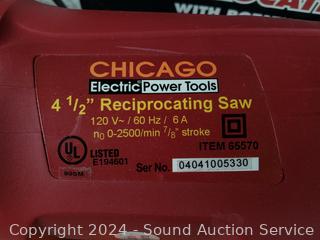 CHICAGO
Electric Power Tools
4 1/2” Reciprocating Saw
120 V~ / 60 Hz / 6 A
n0 0-2500/min 7/8” stroke
UL LISTED
E194601
ITEM 65570
Ser No. 04041005330
Copyright 2024 - Sound Auction Service